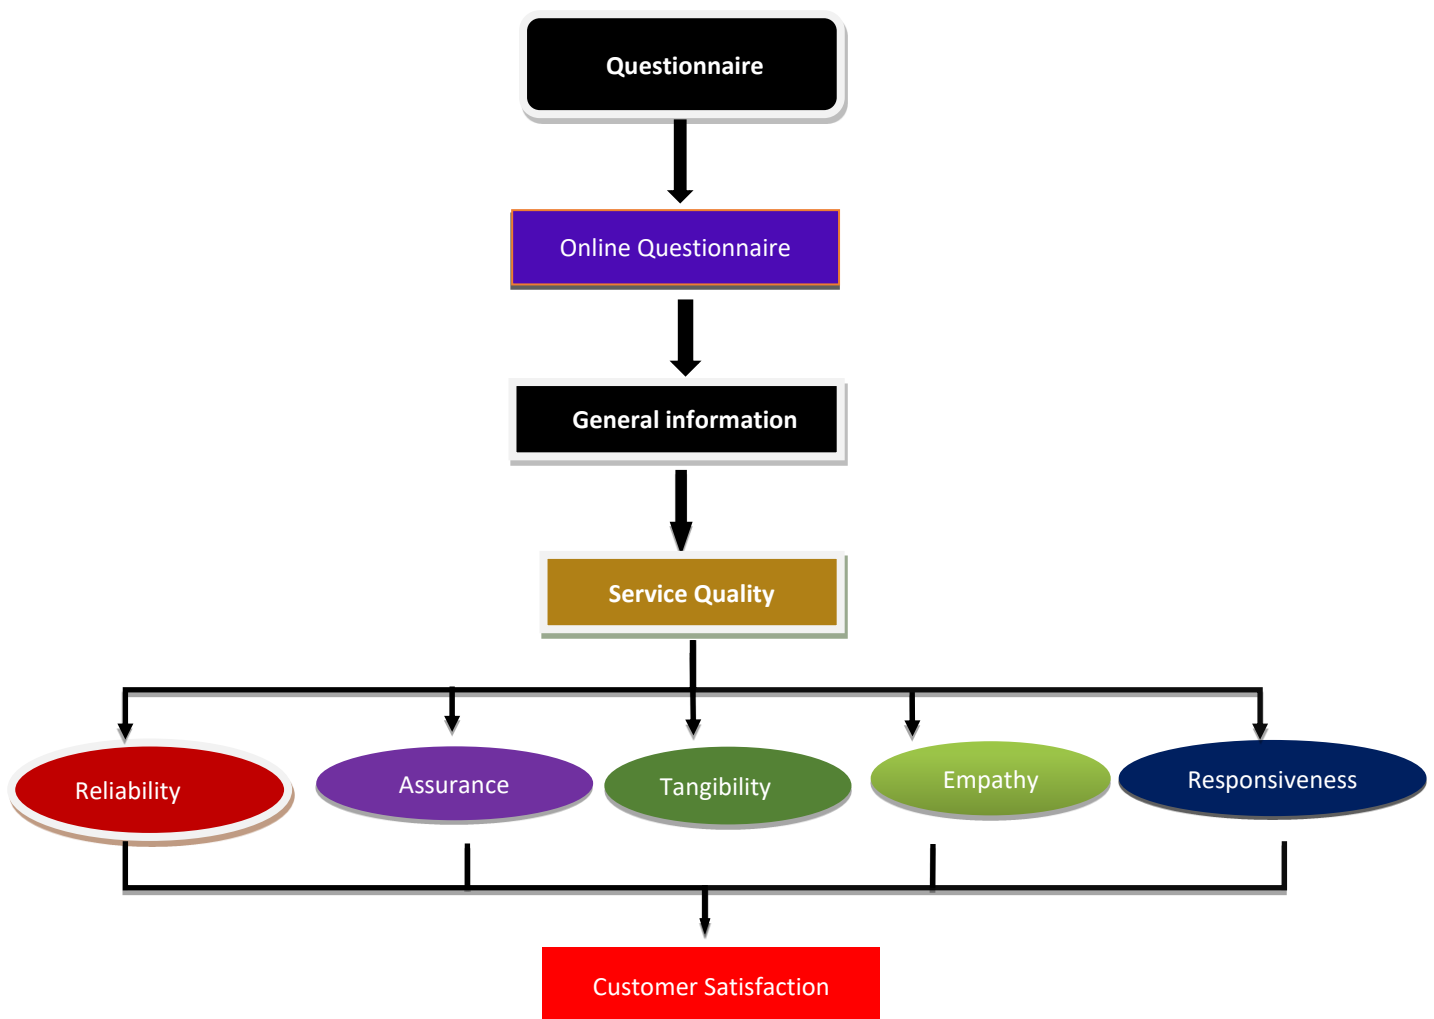 Questionnaire
Online Questionnaire
General information
Service Quality
Reliability
Assurance
Tangibility
Empathy
Responsiveness
Customer Satisfaction